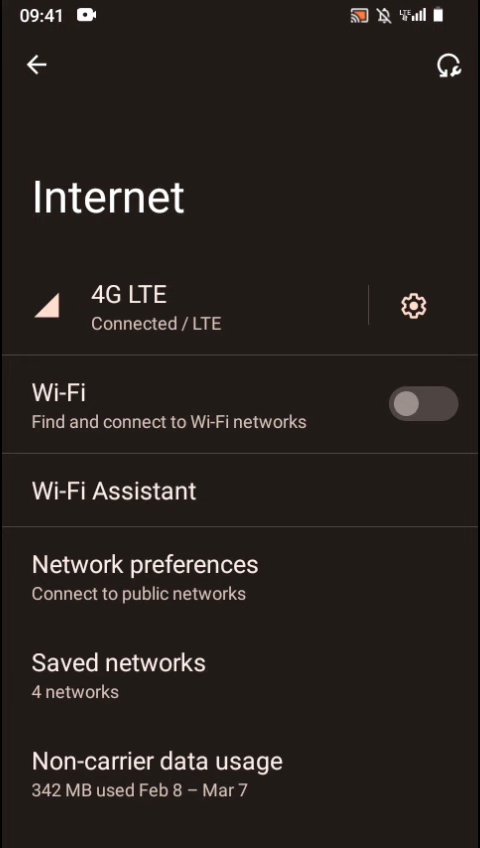 09:41
LTE
Internet
4G LTE
Connected / LTE
Wi-Fi
Find and connect to Wi-Fi networks
Wi-Fi Assistant
Network preferences
Connect to public networks
Saved networks
4 networks
Non-carrier data usage
342 MB used Feb 8 – Mar 7